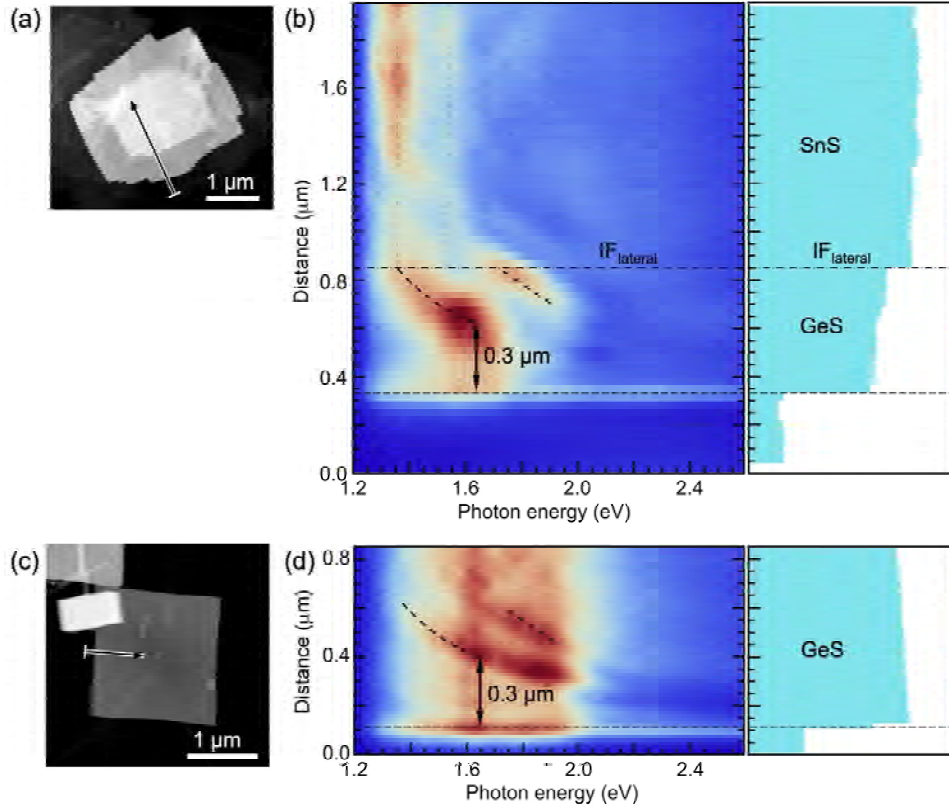 (a)
1 µm
(b)
Distance (µm)
1.6
1.2
0.8
0.4
0.0
IFlateral
0.3 µm
1.2
1.6
2.0
2.4
Photon energy (eV)
SnS
IFlateral
GeS
(c)
1 µm
(d)
Distance (µm)
0.8
0.4
0.0
0.3 µm
1.2
1.6
2.0
2.4
Photon energy (eV)
GeS